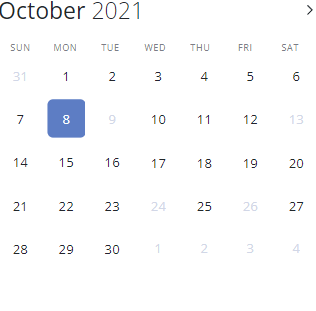 October 2021
SUN MON TUE WED THU FRI SAT
31 1 2 3 4 5 6
7 8 9 10 11 12 13
14 15 16 17 18 19 20
21 22 23 24 25 26 27
28 29 30 1 2 3 4